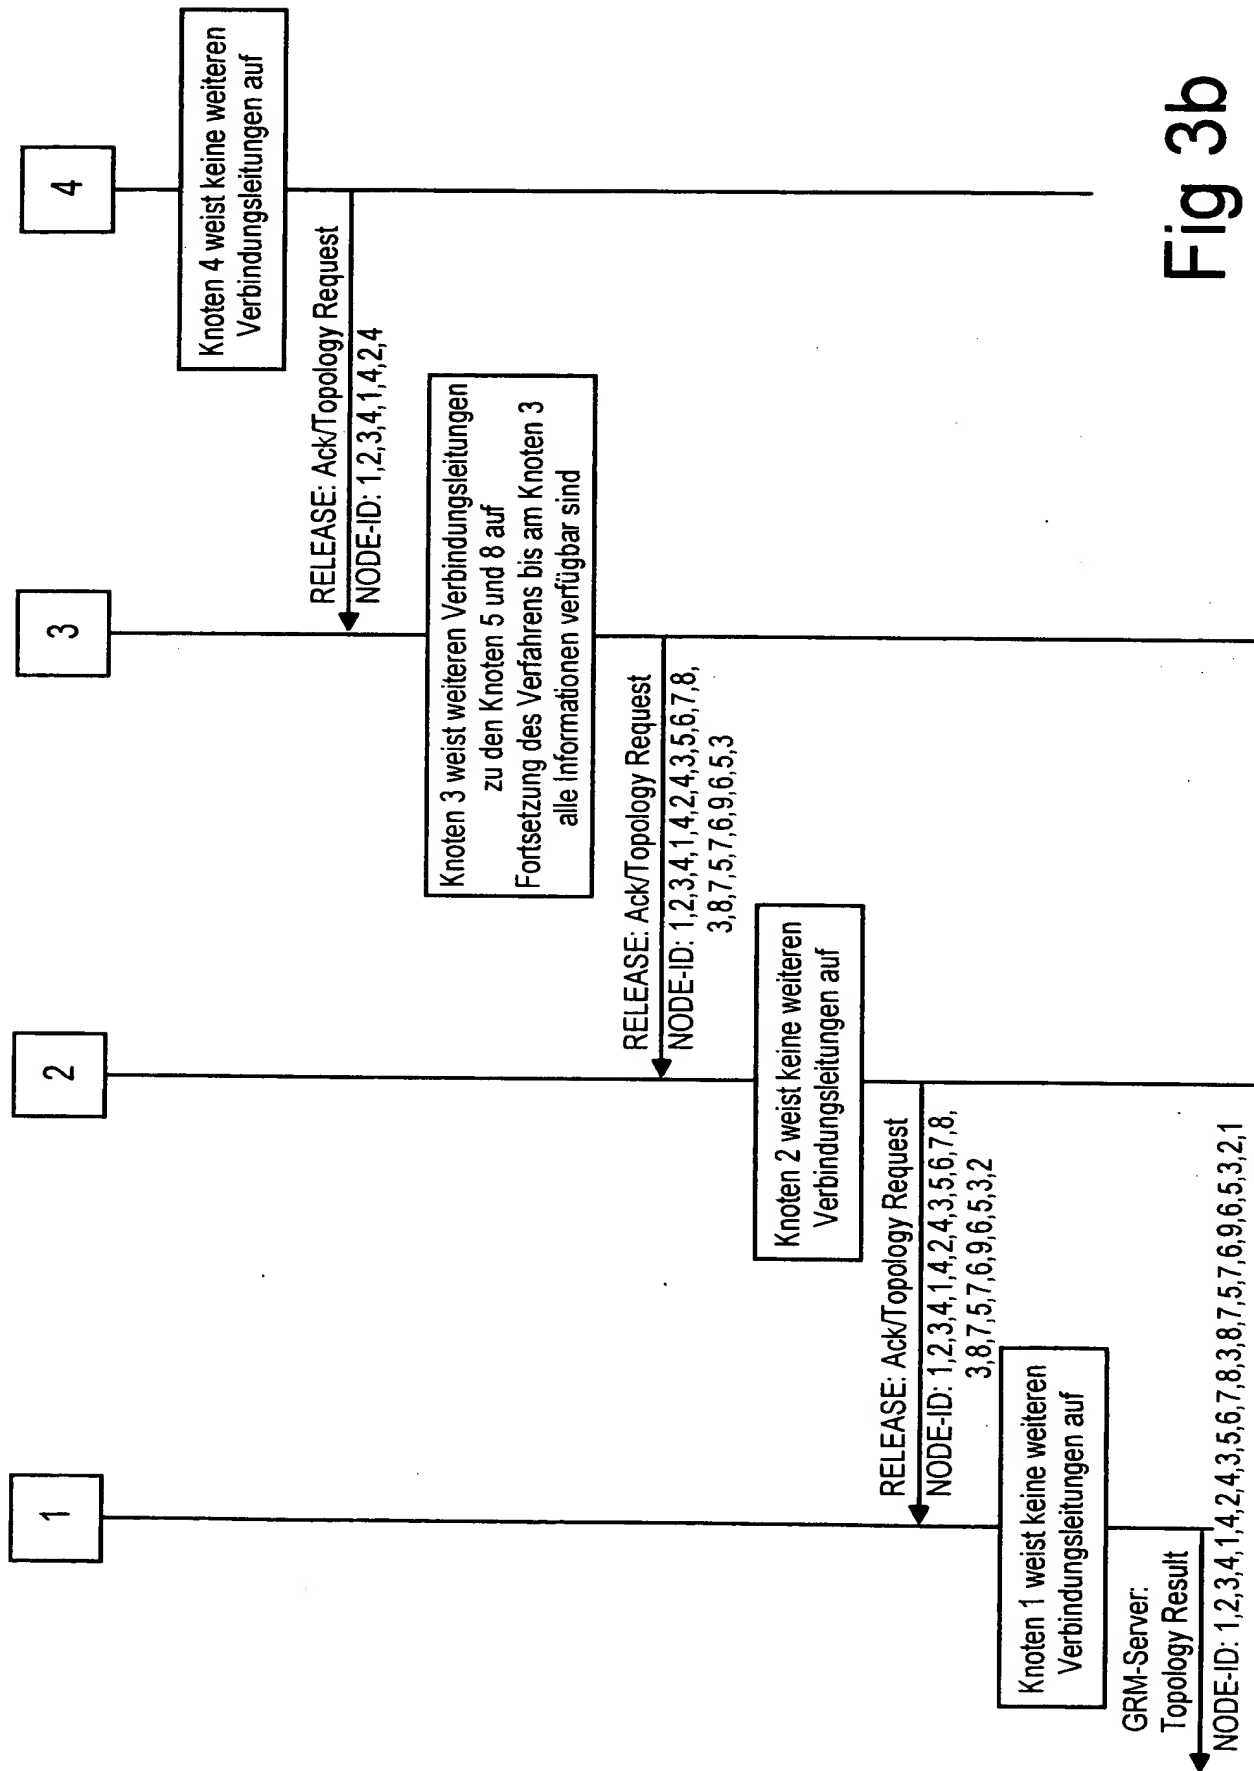 1
2
3
4
Knoten 4 weist keine weiteren
Verbindungsleitungen auf
RELEASE: Ack/Topology Request
NODE-ID: 1,2,3,4,1,4,2,4
Knoten 3 weist weiteren Verbindungsleitungen
zu den Knoten 5 und 8 auf
Fortsetzung des Verfahrens bis am Knoten 3
alle Informationen verfügbar sind
RELEASE: Ack/Topology Request
NODE-ID: 1,2,3,4,1,4,2,4,3,5,6,7,8,
3,8,7,5,7,6,9,6,5,3
Knoten 2 weist keine weiteren
Verbindungsleitungen auf
RELEASE: Ack/Topology Request
NODE-ID: 1,2,3,4,1,4,2,4,3,5,6,7,8,
3,8,7,5,7,6,9,6,5,3,2
Knoten 1 weist keine weiteren
Verbindungsleitungen auf
GRM-Server:
Topology Result
NODE-ID: 1,2,3,4,1,4,2,4,3,5,6,7,8,3,8,7,5,7,6,9,6,5,3,2,1
Fig 3b